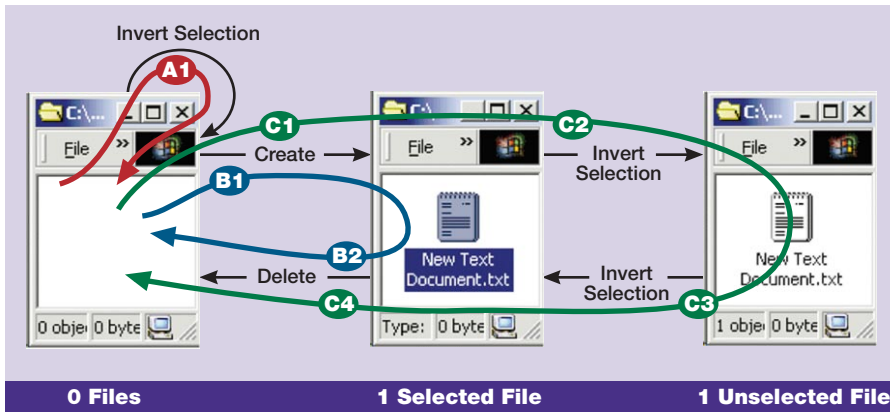 Invert Selection
A1
C:\...
File »
0 obje 0 byte
C1
Create
B1
B2
Delete
C4
C:\
File »
New Text
Document.txt
Type: 0 byte
C2
Invert
Selection
Invert
Selection
C3
C:\...
File »
New Text
Document.txt
1 obje 0 byte
0 Files
1 Selected File
1 Unselected File